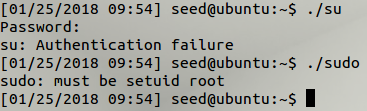 [01/25/2018 09:54] seed@ubuntu:~$ ./su
Password:
su: Authentication failure
[01/25/2018 09:54] seed@ubuntu:~$ ./sudo
sudo: must be setuid root
[01/25/2018 09:54] seed@ubuntu:~$